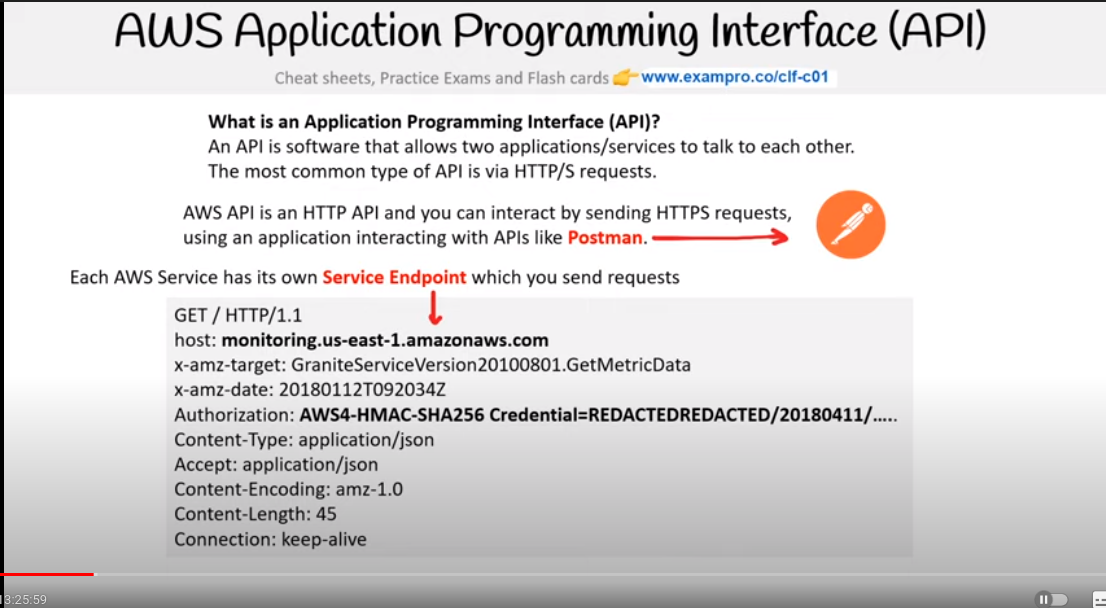 AWS Application Programming Interface (API)
Cheat sheets, Practice Exams and Flash cards 👉 www.exampro.co/clf-c01
What is an Application Programming Interface (API)?
An API is software that allows two applications/services to talk to each other.
The most common type of API is via HTTP/S requests.
AWS API is an HTTP API and you can interact by sending HTTPS requests,
using an application interacting with APIs like Postman.
Each AWS Service has its own Service Endpoint which you send requests
GET / HTTP/1.1
host: monitoring.us-east-1.amazonaws.com
x-amz-target: GraniteServiceVersion20100801.GetMetricData
x-amz-date: 20180112T092034Z
Authorization: AWS4-HMAC-SHA256 Credential=REDACTEDREDACTED/20180411/.....
Content-Type: application/json
Accept: application/json
Content-Encoding: amz-1.0
Content-Length: 45
Connection: keep-alive
3:25:59